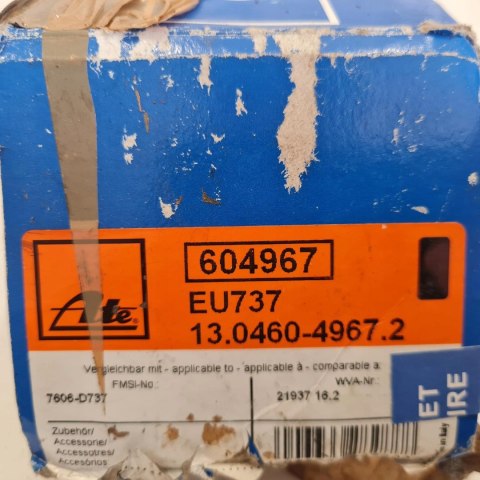 604967
Ate
EU737
13.0460-4967.2
Vergleichbar mit - applicable to - applicable à - comparable a:
FMSI-No.: WVA-Nr.:
7606-D737 21937 16.2
ET
IRE
Zubehör/
Accessorie/
Accessoires/
Accesorios